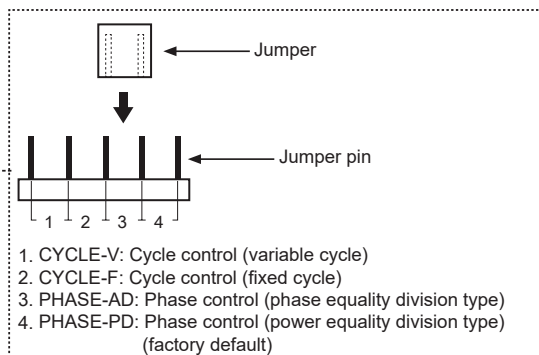 Jumper
Jumper pin
1 2 3 4
1. CYCLE-V: Cycle control (variable cycle)
2. CYCLE-F: Cycle control (fixed cycle)
3. PHASE-AD: Phase control (phase equality division type)
4. PHASE-PD: Phase control (power equality division type)
(factory default)